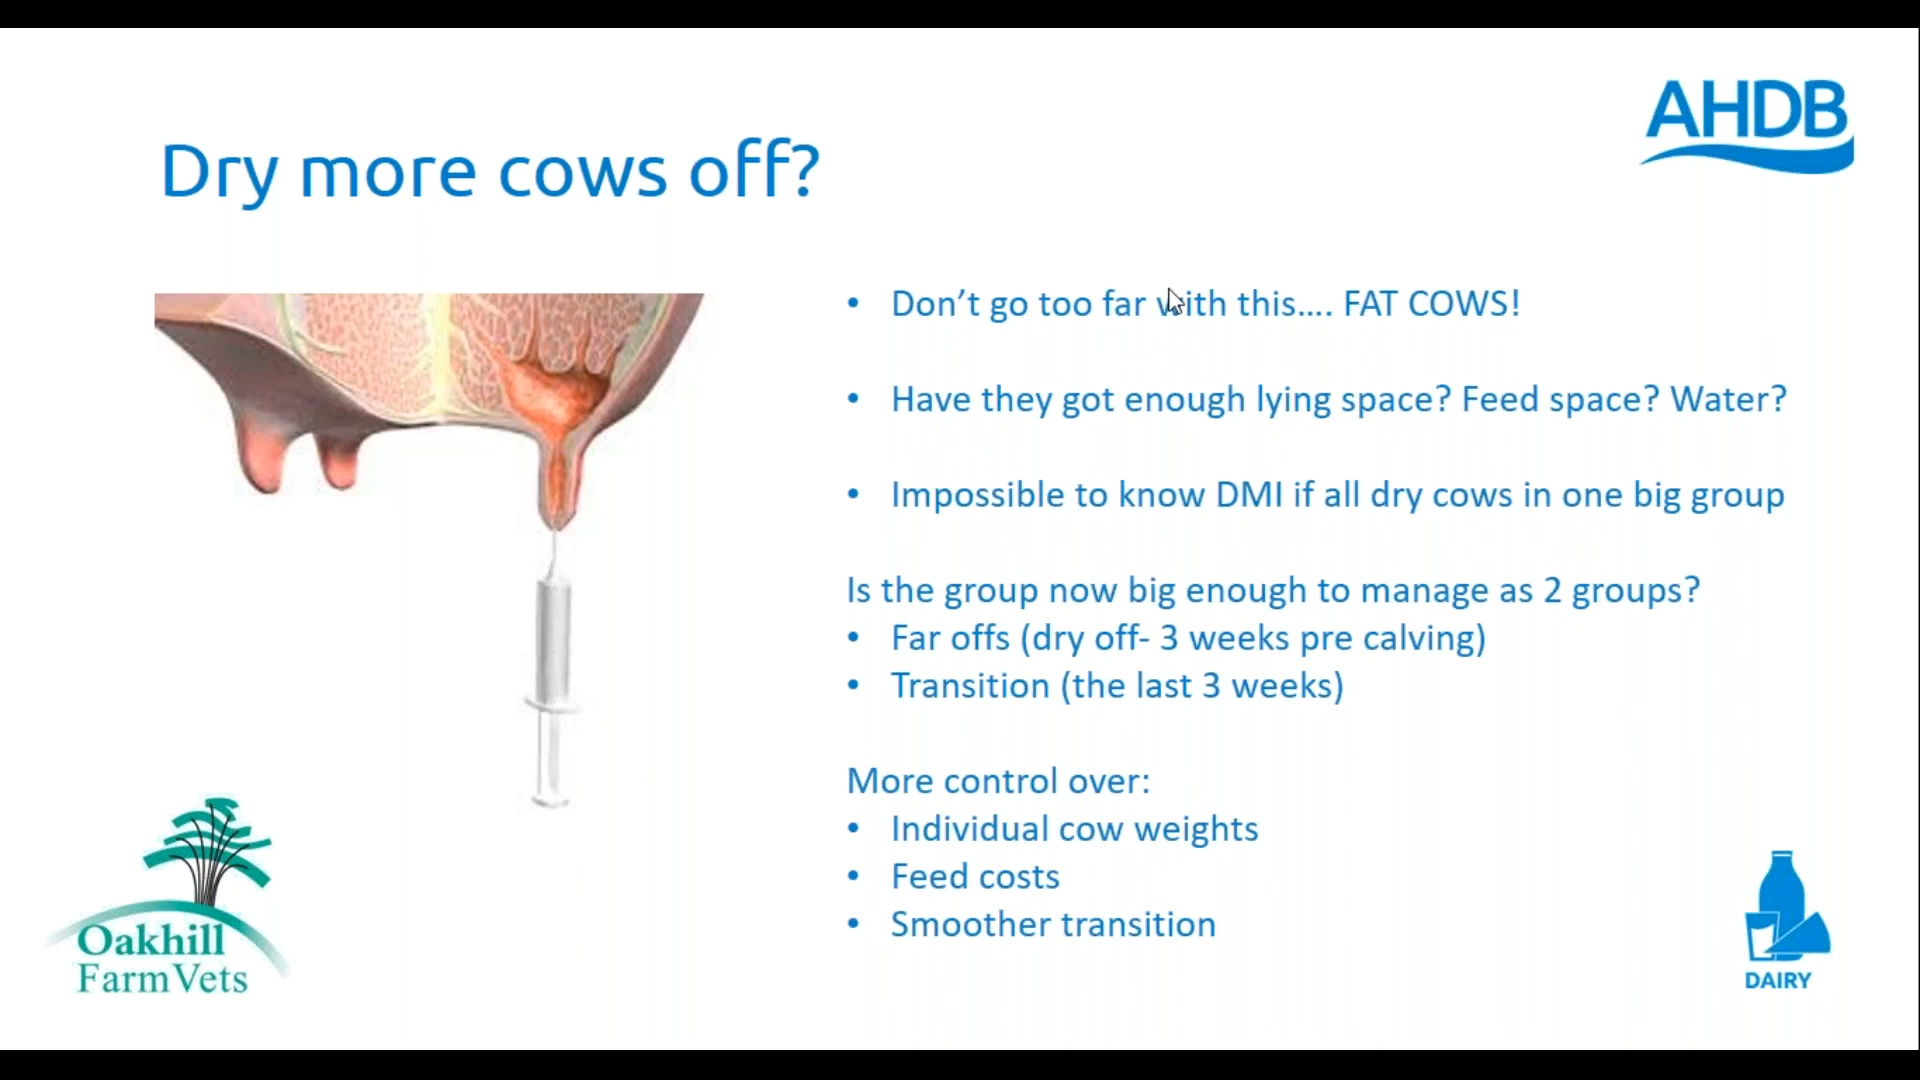 AHDB
Dry more cows off?
• Don't go too far with this.... FAT COWS!
• Have they got enough lying space? Feed space? Water?
• Impossible to know DMI if all dry cows in one big group
Is the group now big enough to manage as 2 groups?
• Far offs (dry off- 3 weeks pre calving)
• Transition (the last 3 weeks)
More control over:
• Individual cow weights
• Feed costs
• Smoother transition
Oakhill
Farm Vets
DAIRY